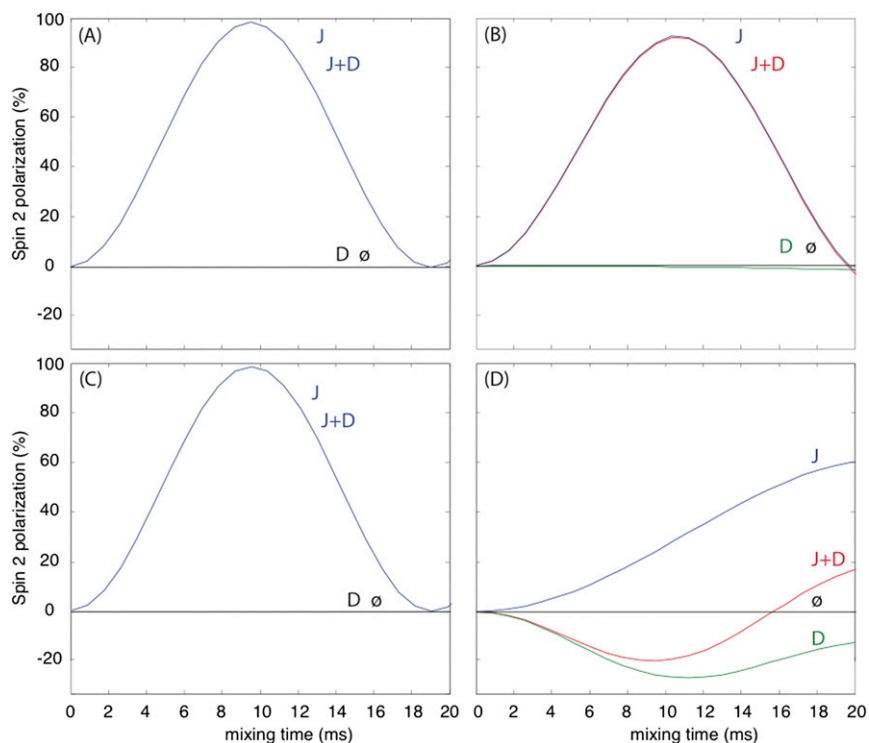 (A)
J
J+D
D ø
100
80
60
40
20
0
-20
Spin 2 polarization (%)
(B)
J
J+D
D ø
(C)
J
J+D
D ø
100
80
60
40
20
0
-20
Spin 2 polarization (%)
0 2 4 6 8 10 12 14 16 18 20
mixing time (ms)
(D)
J
J+D
ø
D
0 2 4 6 8 10 12 14 16 18 20
mixing time (ms)